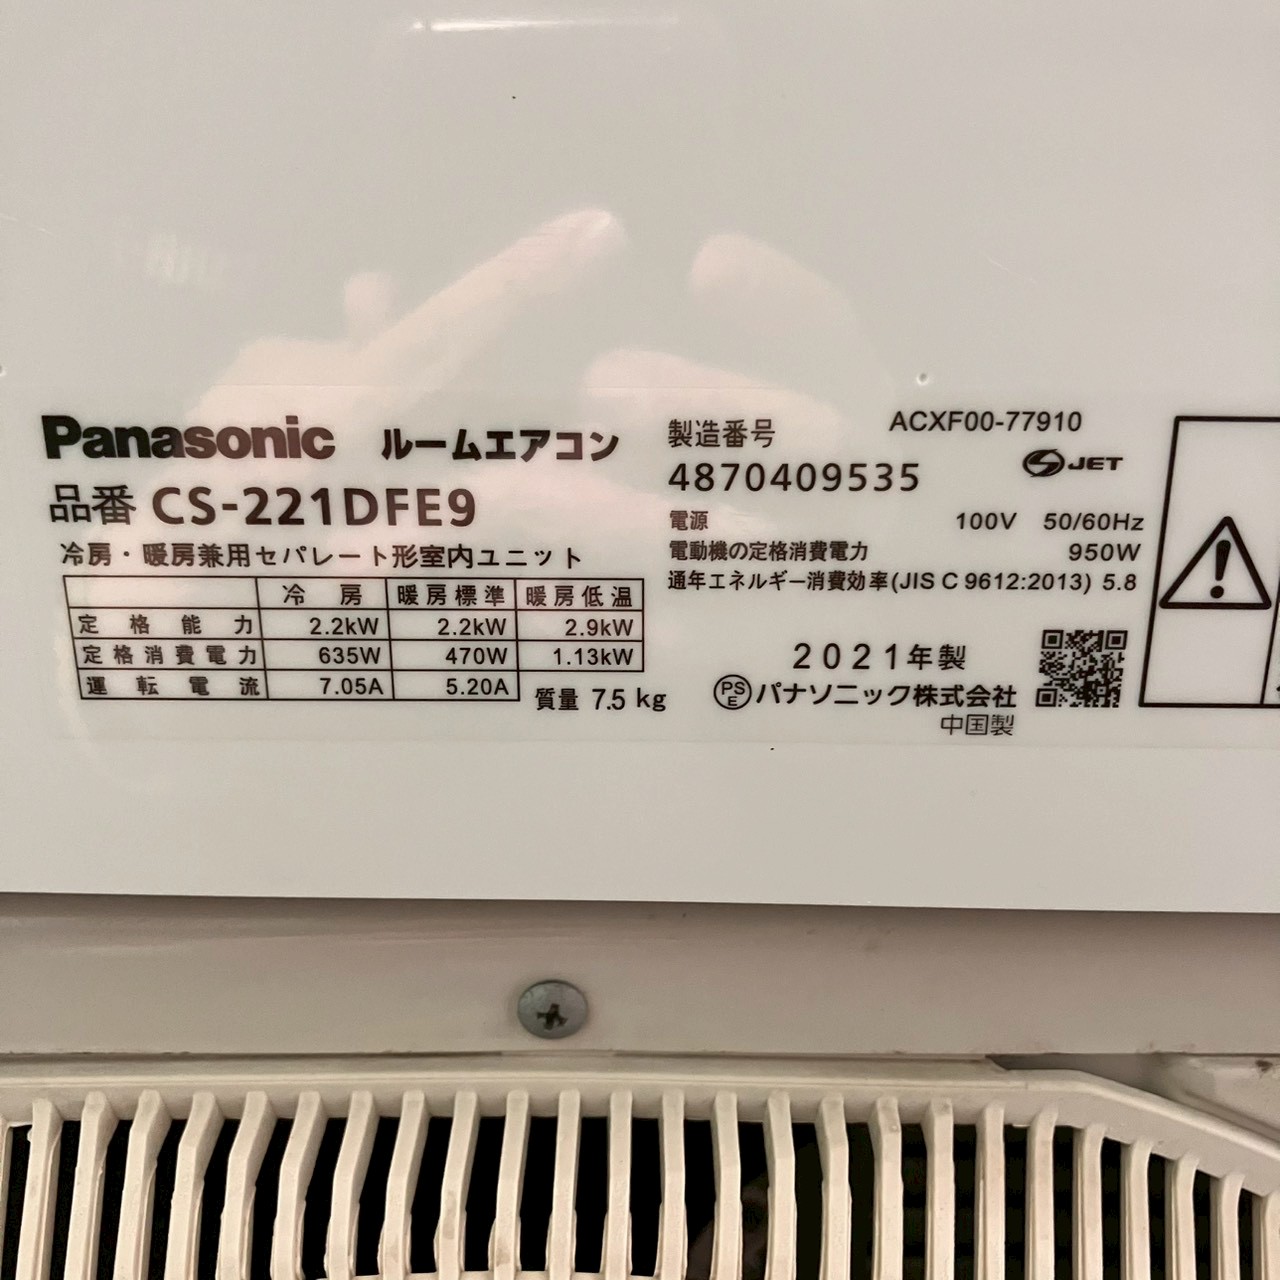 Panasonic ルームエアコン
品番 CS-221DFE9
冷房・暖房兼用セパレート形室内ユニット
冷房 暖房標準 暖房低温
定格能力 2.2kW 2.2kW 2.9kW
定格消費電力 635W 470W 1.13kW
運転電流 7.05A 5.20A
質量 7.5 kg
製造番号 ACXF00-77910
4870409535
JET
電源 100V 50/60Hz
電動機の定格消費電力 950W
通年エネルギー消費効率(JIS C 9612:2013) 5.8
2021年製
PSE パナソニック株式会社
中国製